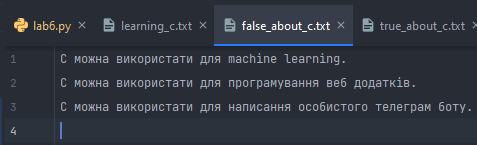 lab6.py learning_c.txt false_about_c.txt true_about_c.txt
1 С можна використати для machine learning.
2 С можна використати для програмування веб додатків.
3 С можна використати для написання особистого телеграм боту.
4